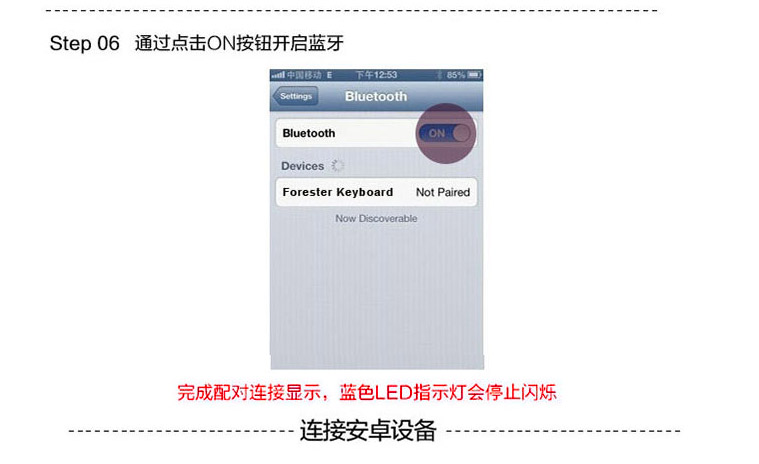 Step 06 通过点击ON按钮开启蓝牙
中国移动 E 下午12:53 85%
Settings Bluetooth
Bluetooth ON
Devices
Forester Keyboard Not Paired
Now Discoverable
完成配对连接显示，蓝色LED指示灯会停止闪烁
连接安卓设备